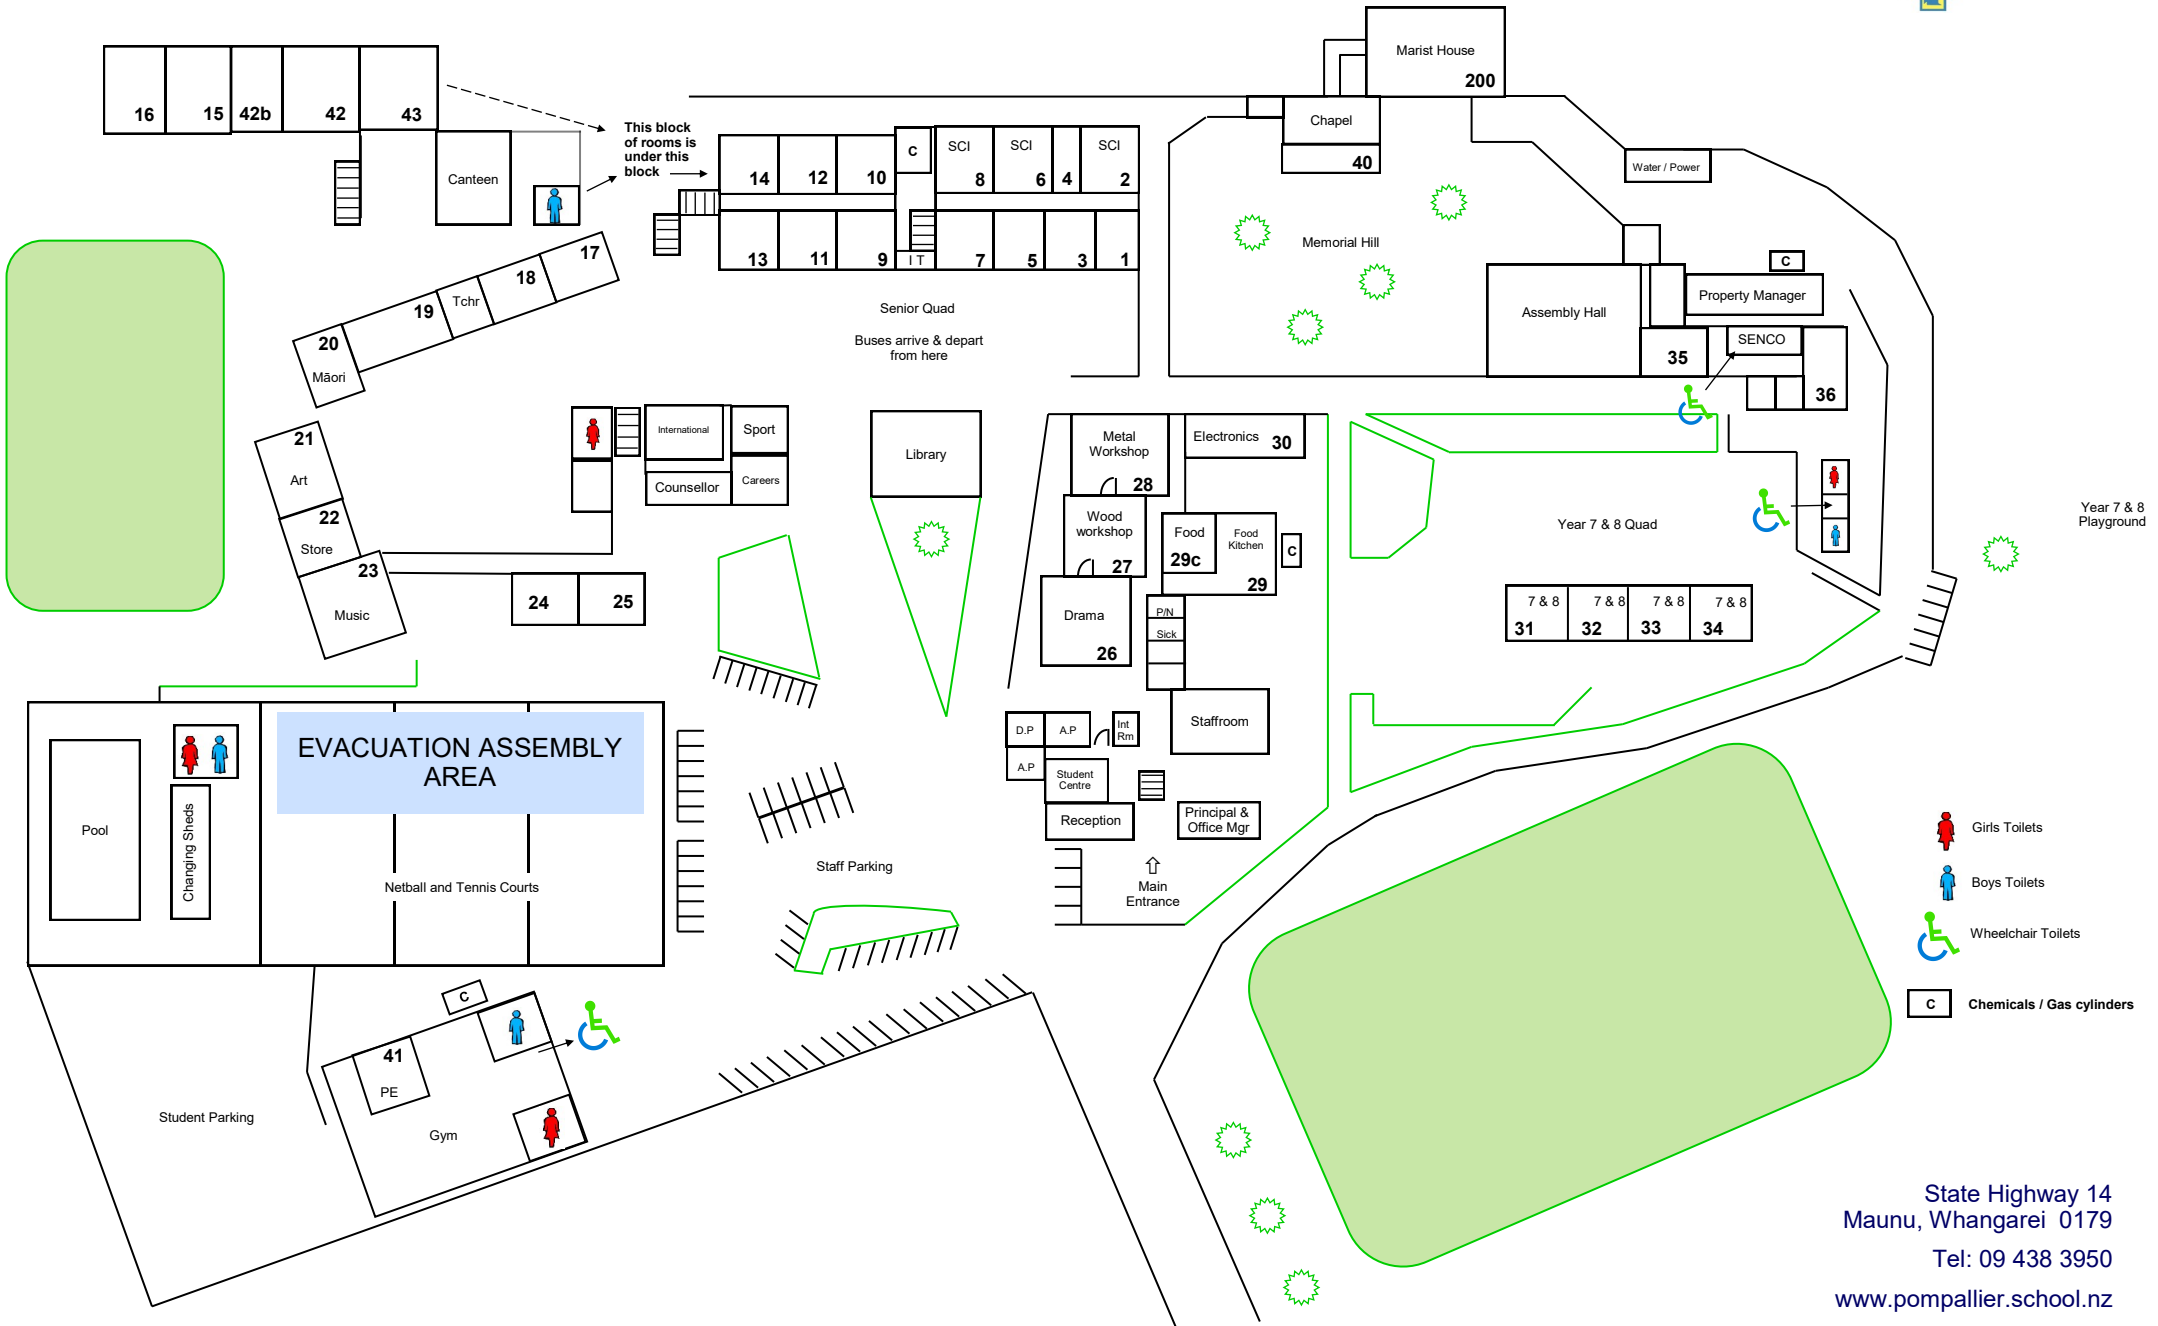 Marist House
200
16
15
42b
42
43
This block
of rooms is
under this
block
Canteen
14
12
10
C
SCI
8
SCI
6
4
SCI
2
13
11
9
I T
7
5
3
1
Chapel
40
Water / Power
Memorial Hill
17
18
Tchr
19
20
Māori
Senior Quad
Buses arrive & depart
from here
Assembly Hall
C
Property Manager
SENCO
35
36
21
Art
22
Store
23
Music
International
Sport
Counsellor
Careers
24
25
Library
Metal
Workshop
28
Electronics
30
Wood
workshop
27
Food
29c
Food
Kitchen
29
C
Drama
26
P/N
Sick
Year 7 & 8 Quad
Year 7 & 8
Playground
7 & 8
31
7 & 8
32
7 & 8
33
7 & 8
34
D.P
A.P
Int
Rm
Staffroom
A.P
Student
Centre
Reception
Principal &
Office Mgr
Main
Entrance
EVACUATION ASSEMBLY
AREA
Pool
Changing Sheds
Netball and Tennis Courts
Staff Parking
C
41
PE
Gym
Student Parking
Girls Toilets
Boys Toilets
Wheelchair Toilets
C
Chemicals / Gas cylinders
State Highway 14
Maunu, Whangarei 0179
Tel: 09 438 3950
www.pompallier.school.nz